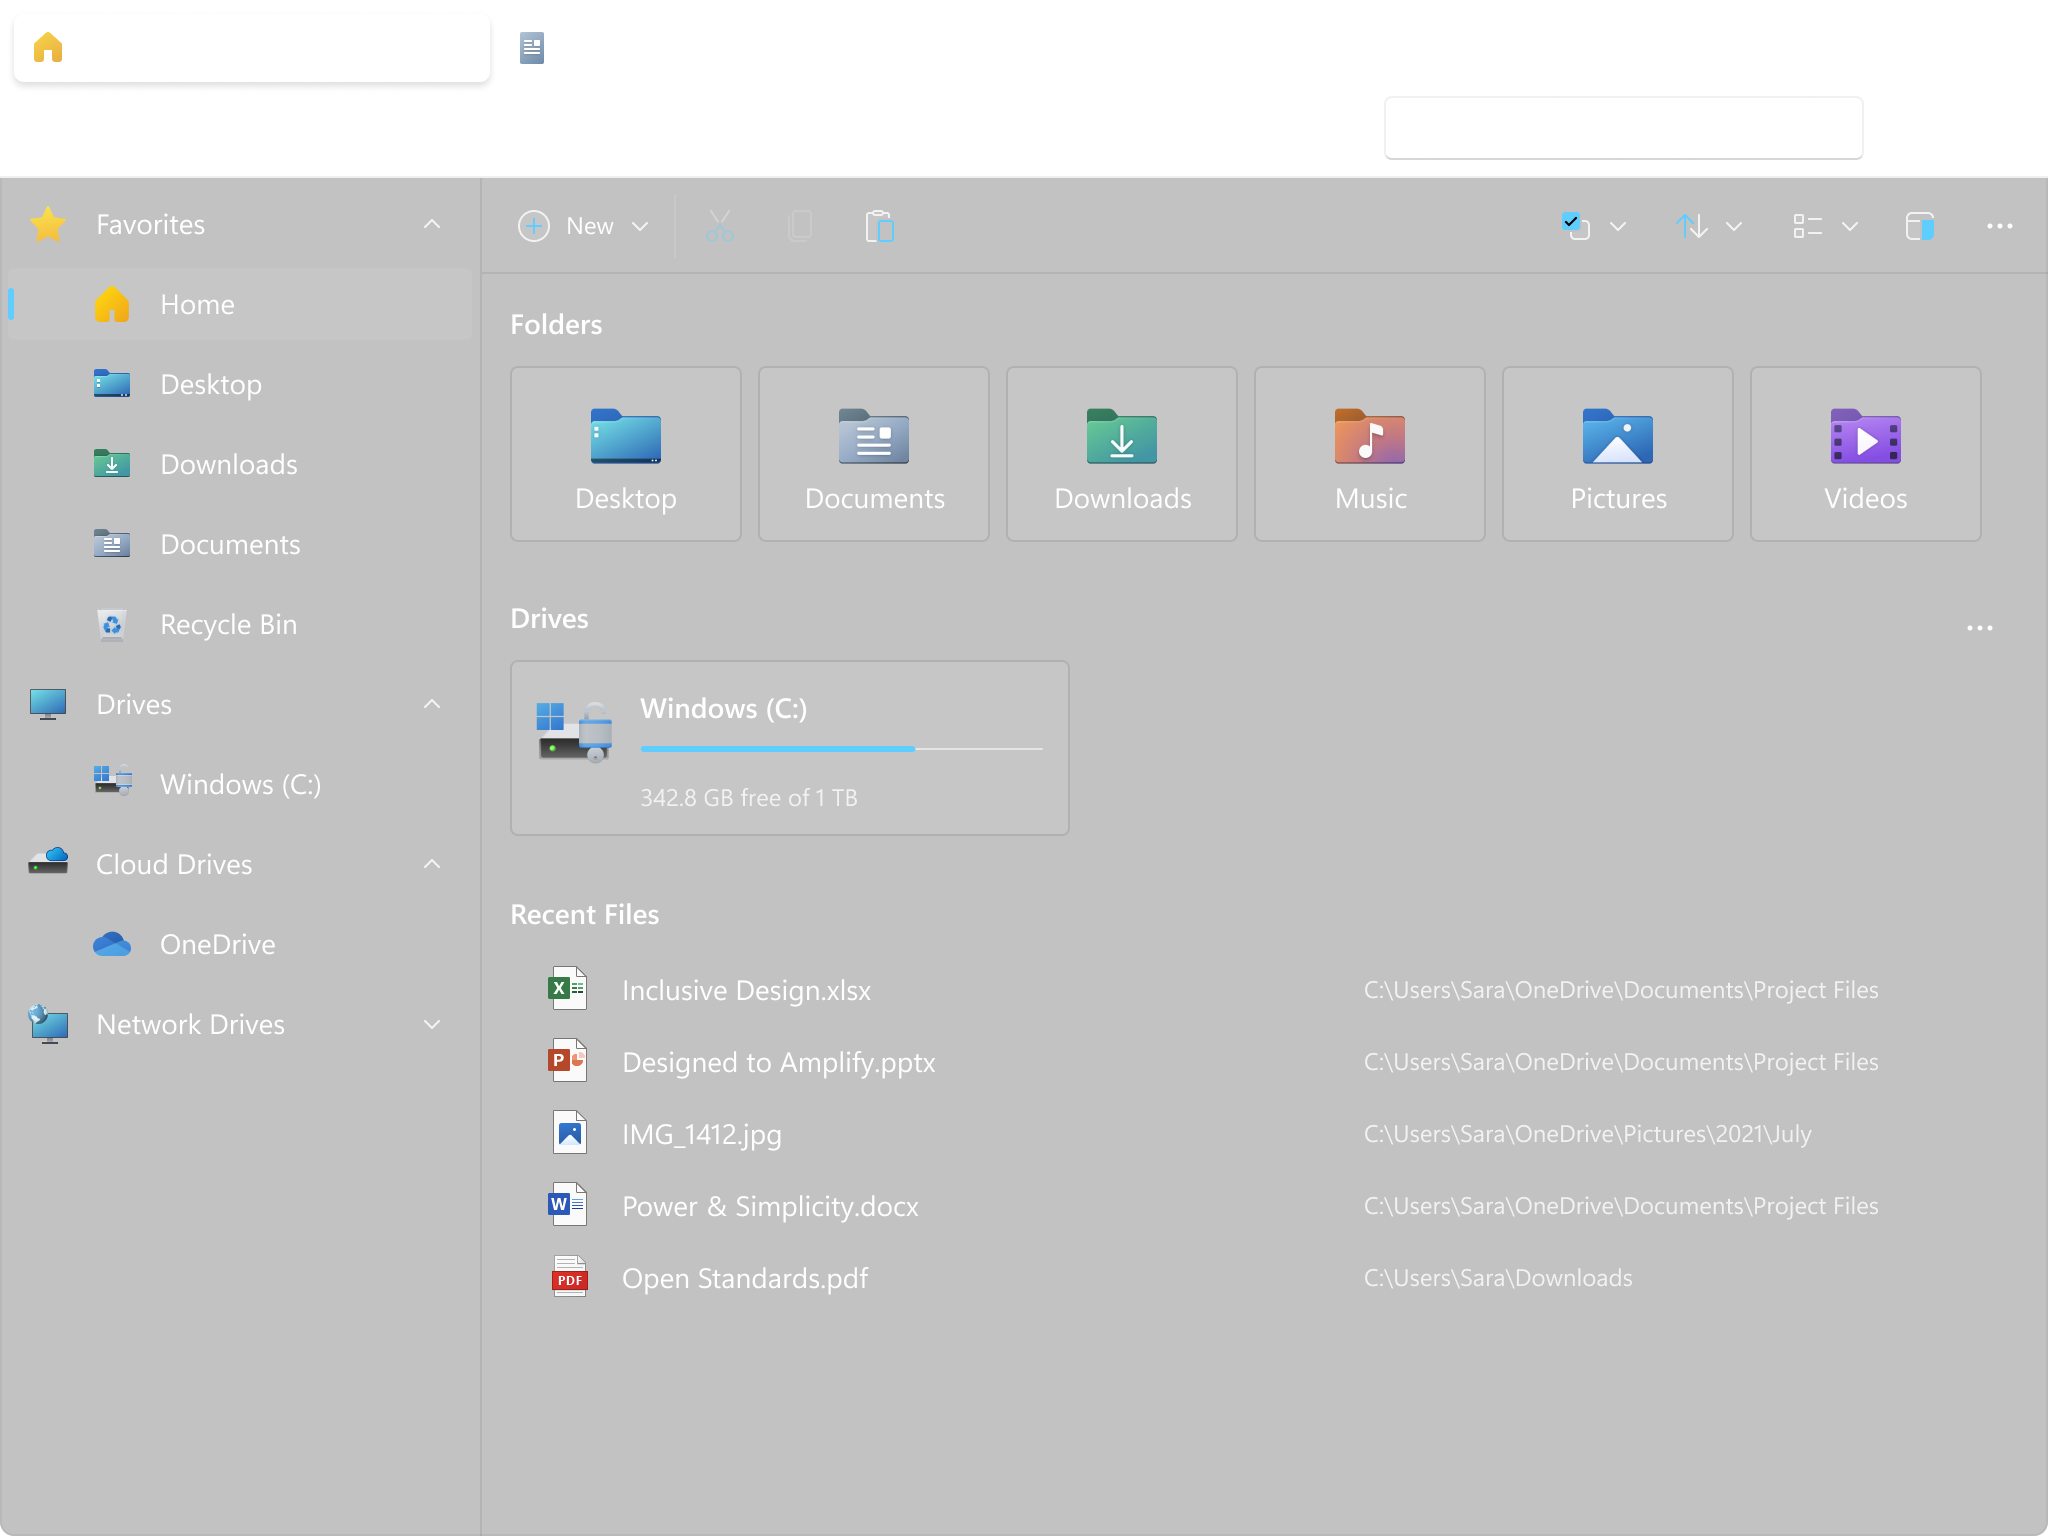 Favorites
Home
Desktop
Downloads
Documents
Recycle Bin
Drives
Windows (C:)
Cloud Drives
OneDrive
Network Drives
New
Folders
Desktop
Documents
Downloads
Music
Pictures
Videos
Drives
Windows (C:)
342.8 GB free of 1 TB
Recent Files
X
Inclusive Design.xlsx C:\Users\Sara\OneDrive\Documents\Project Files
P
Designed to Amplify.pptx C:\Users\Sara\OneDrive\Documents\Project Files
IMG_1412.jpg C:\Users\Sara\OneDrive\Pictures\2021\July
W
Power & Simplicity.docx C:\Users\Sara\OneDrive\Documents\Project Files
PDF
Open Standards.pdf C:\Users\Sara\Downloads